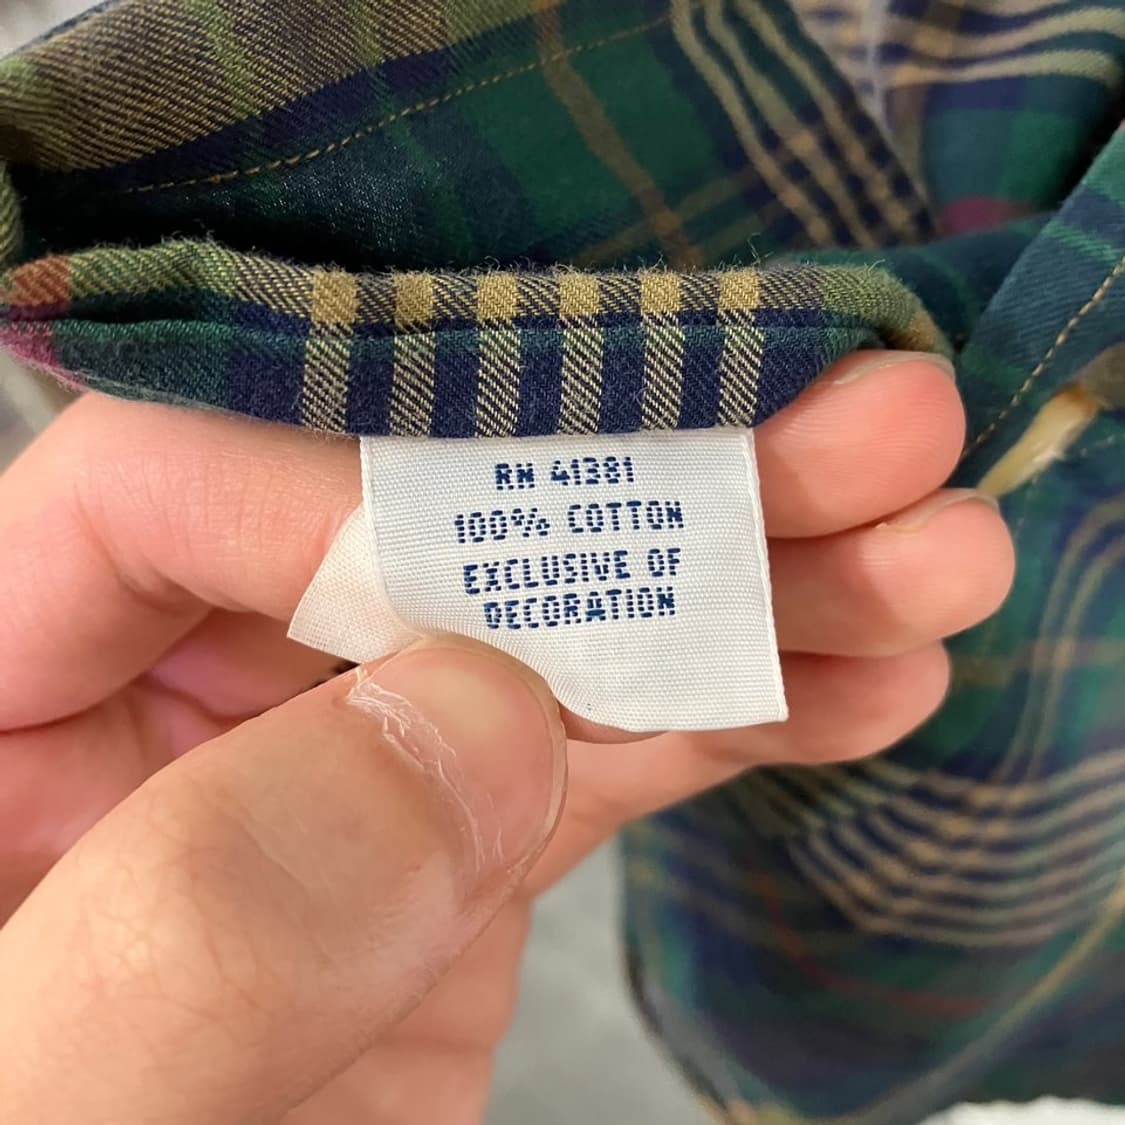 RN 41381
100% COTTON
EXCLUSIVE OF
DECORATION